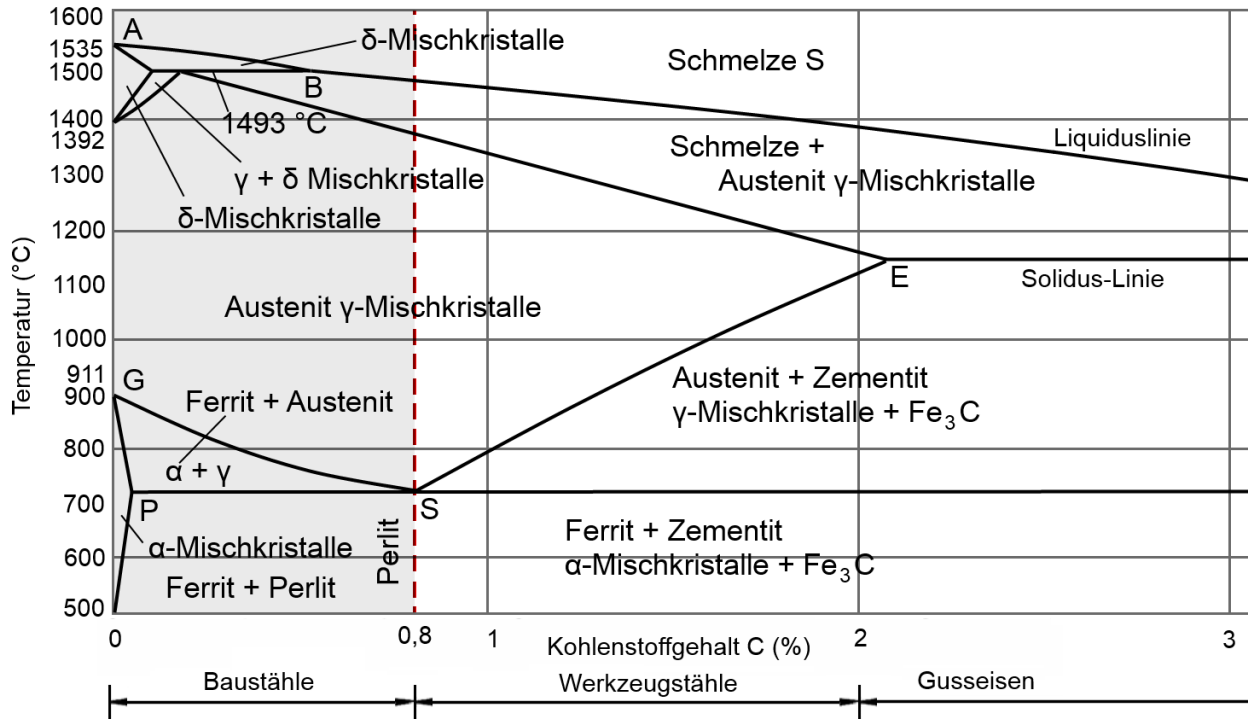 1600
1535
1500
1400
1392
1300
1200
1100
1000
911
900
800
700
600
500
Temperatur (°C)
A
δ-Mischkristalle
B
1493 °C
γ + δ Mischkristalle
δ-Mischkristalle
Schmelze S
Liquiduslinie
Schmelze +
Austenit γ-Mischkristalle
E
Solidus-Linie
Austenit γ-Mischkristalle
G
Ferrit + Austenit
α + γ
Austenit + Zementit
γ-Mischkristalle + Fe₃C
P
S
α-Mischkristalle
Ferrit + Perlit
Perlit
Ferrit + Zementit
α-Mischkristalle + Fe₃C
0
0,8
1
2
3
Kohlenstoffgehalt C (%)
Baustähle
Werkzeugstähle
Gusseisen